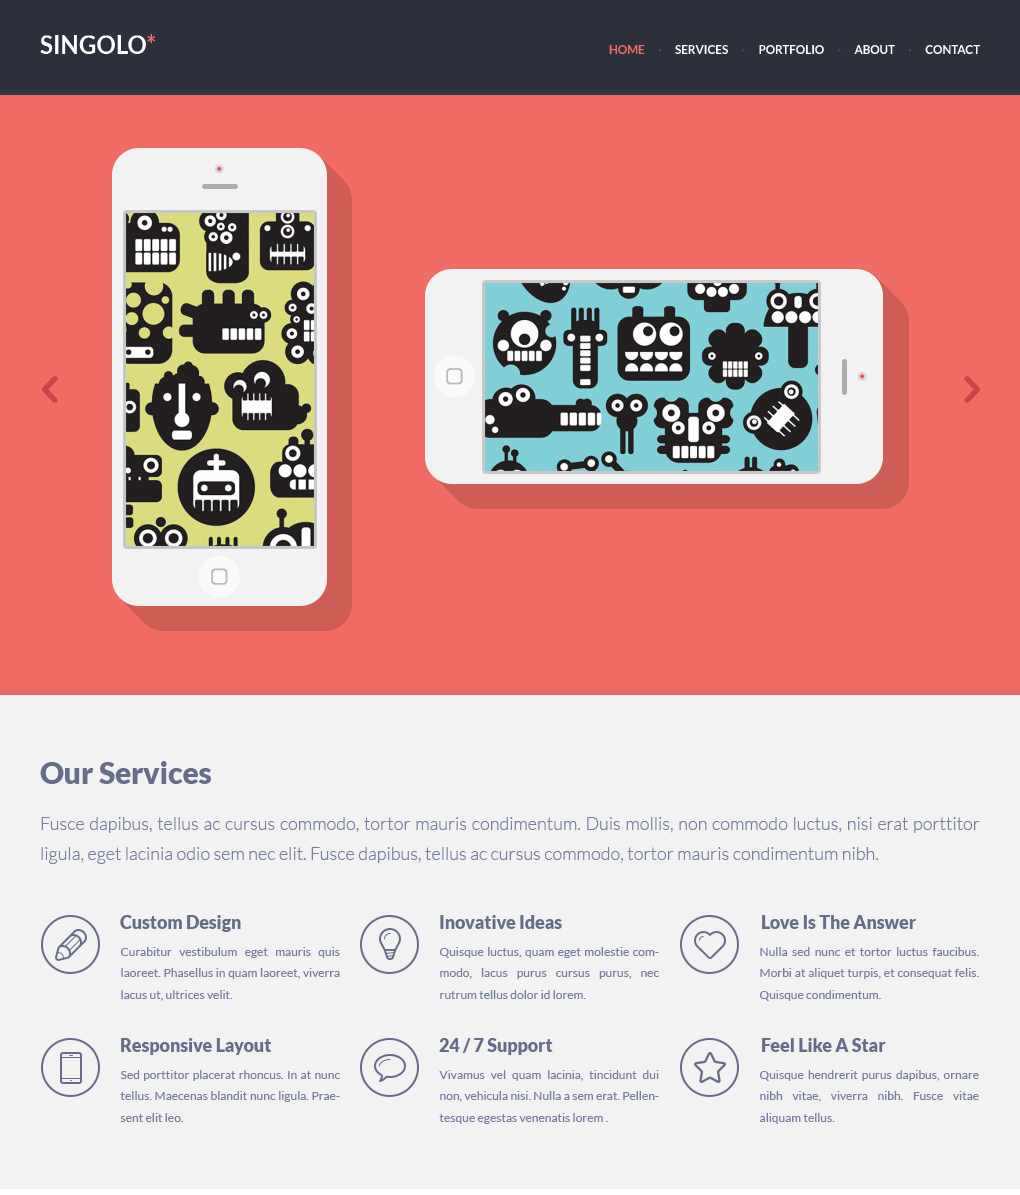 SINGOLO*
HOME · SERVICES · PORTFOLIO · ABOUT · CONTACT
Our Services
Fusce dapibus, tellus ac cursus commodo, tortor mauris condimentum. Duis mollis, non commodo luctus, nisi erat porttitor
ligula, eget lacinia odio sem nec elit. Fusce dapibus, tellus ac cursus commodo, tortor mauris condimentum nibh.
Custom Design
Curabitur vestibulum eget mauris quis
laoreet. Phasellus in quam laoreet, viverra
lacus ut, ultrices velit.
Inovative Ideas
Quisque luctus, quam eget molestie com-
modo, lacus purus cursus purus, nec
rutrum tellus dolor id lorem.
Love Is The Answer
Nulla sed nunc et tortor luctus faucibus.
Morbi at aliquet turpis, et consequat felis.
Quisque condimentum.
Responsive Layout
Sed porttitor placerat rhoncus. In at nunc
tellus. Maecenas blandit nunc ligula. Prae-
sent elit leo.
24 / 7 Support
Vivamus vel quam lacinia, tincidunt dui
non, vehicula nisi. Nulla a sem erat. Pellen-
tesque egestas venenatis lorem .
Feel Like A Star
Quisque hendrerit purus dapibus, ornare
nibh vitae, viverra nibh. Fusce vitae
aliquam tellus.